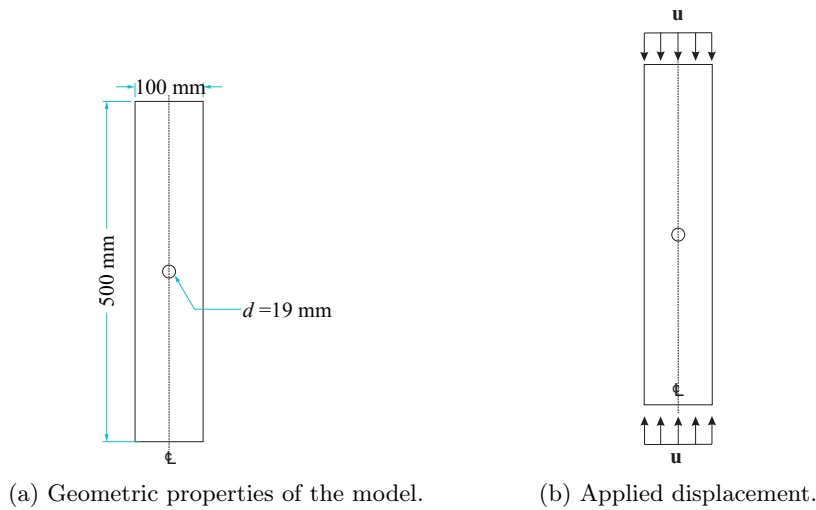 100 mm
500 mm
d =19 mm
℄
(a) Geometric properties of the model.
u
℄
u
(b) Applied displacement.